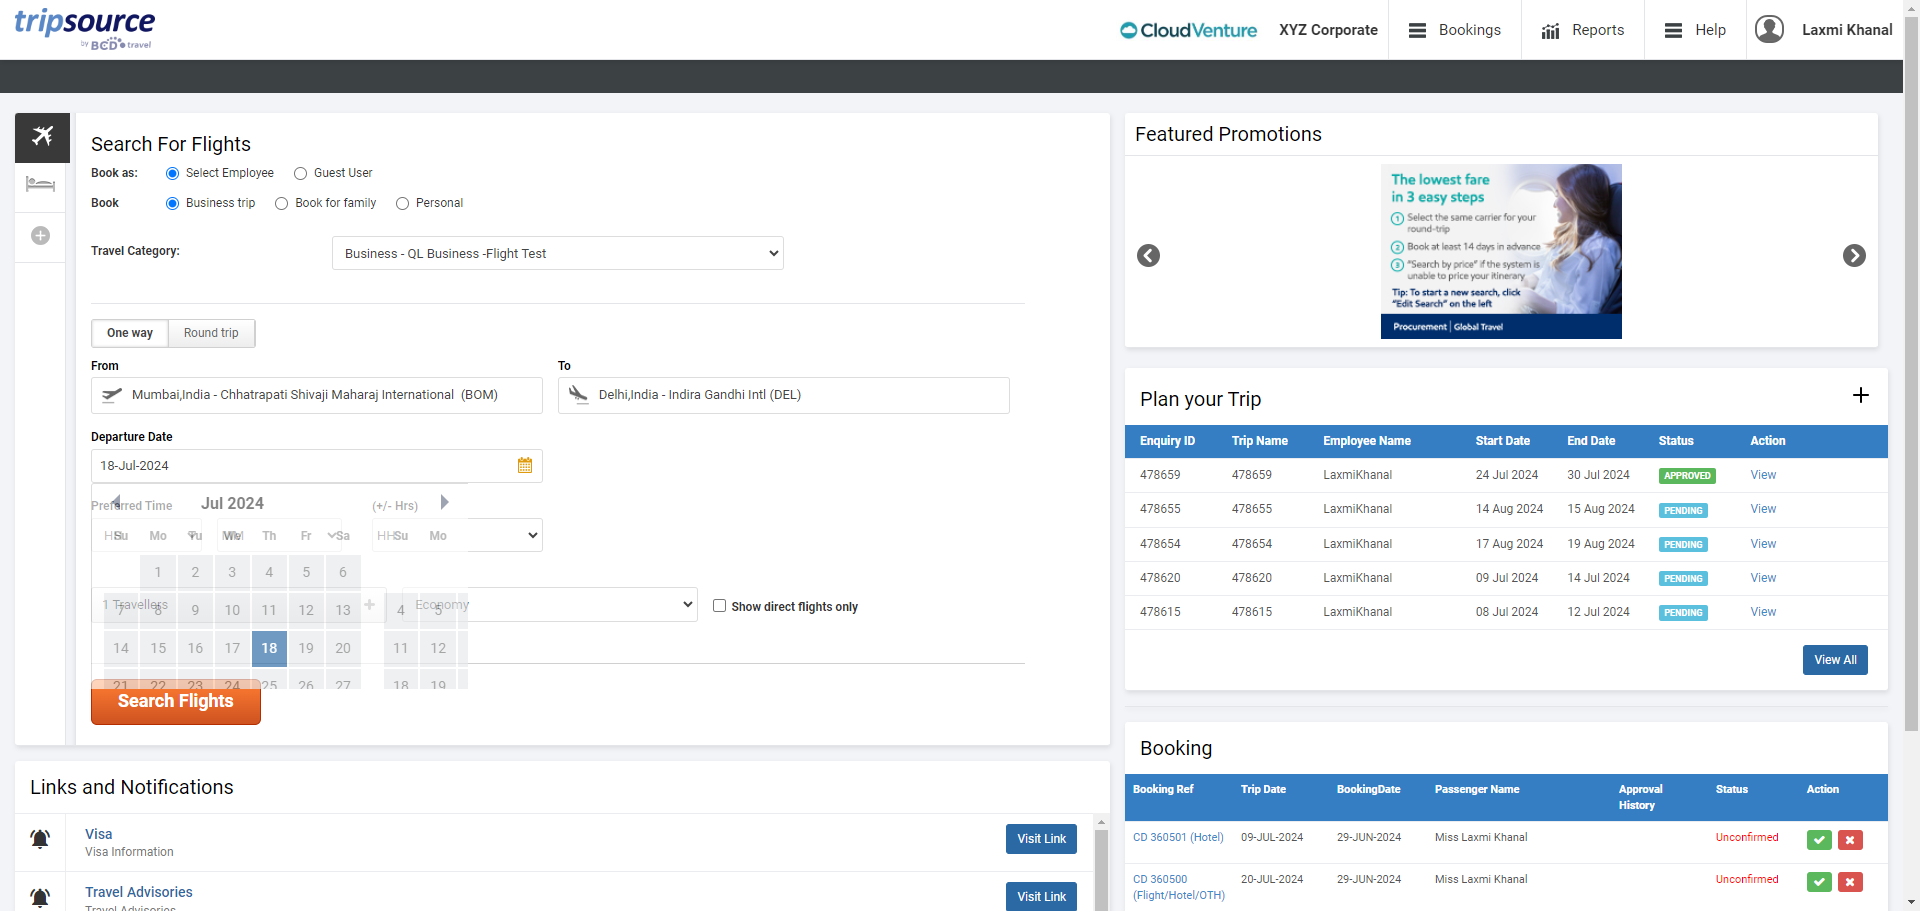 tripsource
by BCD travel
CloudVenture
XYZ Corporate
Bookings
Reports
Help
Laxmi Khanal
Search For Flights
Book as:
Select Employee
Guest User
Book
Business trip
Book for family
Personal
Travel Category:
Business - QL Business -Flight Test
One way
Round trip
From
To
Mumbai,India - Chhatrapati Shivaji Maharaj International (BOM)
Delhi,India - Indira Gandhi Intl (DEL)
Departure Date
18-Jul-2024
Preferred Time
Jul 2024
(+/- Hrs)
Su Mo Tu We Th Fr Sa
Su Mo
1 2 3 4 5 6
1 Travellers
Economy
Show direct flights only
7 8 9 10 11 12 13
4 5
14 15 16 17 18 19 20
11 12
21 22 23 24 25 26 27
18 19
Search Flights
Links and Notifications
Visa
Visa Information
Visit Link
Travel Advisories
Travel Advisories
Visit Link
Featured Promotions
The lowest fare
in 3 easy steps
1 Select the same carrier for your
round-trip
2 Book at least 14 days in advance
3 "Search by price" if the system is
unable to price your itinerary
Tip: To start a new search, click
"Edit Search" on the left
Procurement | Global Travel
Plan your Trip
Enquiry ID Trip Name Employee Name Start Date End Date Status Action
478659 478659 LaxmiKhanal 24 Jul 2024 30 Jul 2024 APPROVED View
478655 478655 LaxmiKhanal 14 Aug 2024 15 Aug 2024 PENDING View
478654 478654 LaxmiKhanal 17 Aug 2024 19 Aug 2024 PENDING View
478620 478620 LaxmiKhanal 09 Jul 2024 14 Jul 2024 PENDING View
478615 478615 LaxmiKhanal 08 Jul 2024 12 Jul 2024 PENDING View
View All
Booking
Booking Ref Trip Date BookingDate Passenger Name Approval Status Action
History
CD 360501 (Hotel) 09-JUL-2024 29-JUN-2024 Miss Laxmi Khanal Unconfirmed
CD 360500 20-JUL-2024 29-JUN-2024 Miss Laxmi Khanal Unconfirmed
(Flight/Hotel/OTH)